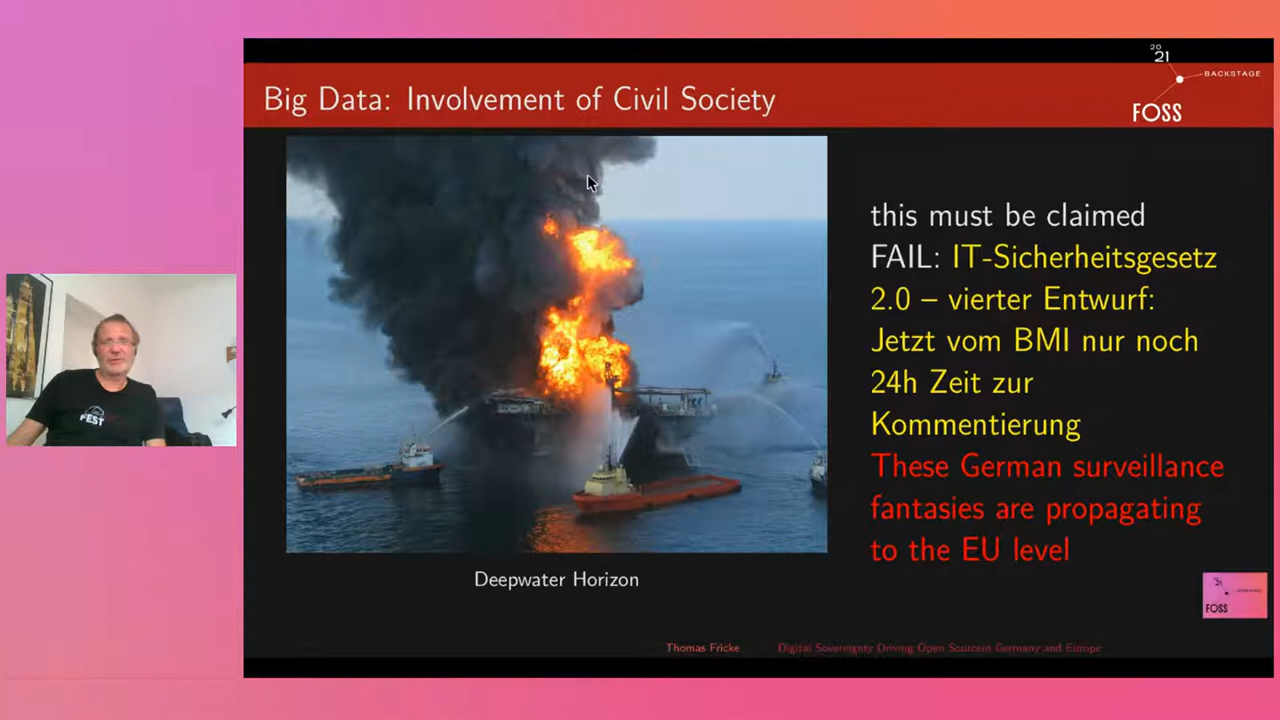 Big Data: Involvement of Civil Society
20
21
BACKSTAGE
FOSS
this must be claimed
FAIL: IT-Sicherheitsgesetz
2.0 – vierter Entwurf:
Jetzt vom BMI nur noch
24h Zeit zur
Kommentierung
These German surveillance
fantasies are propagating
to the EU level
Deepwater Horizon
FEST
FOSS
Thomas Fricke
Digital Sovereignty Driving Open Sourcein Germany and Europe